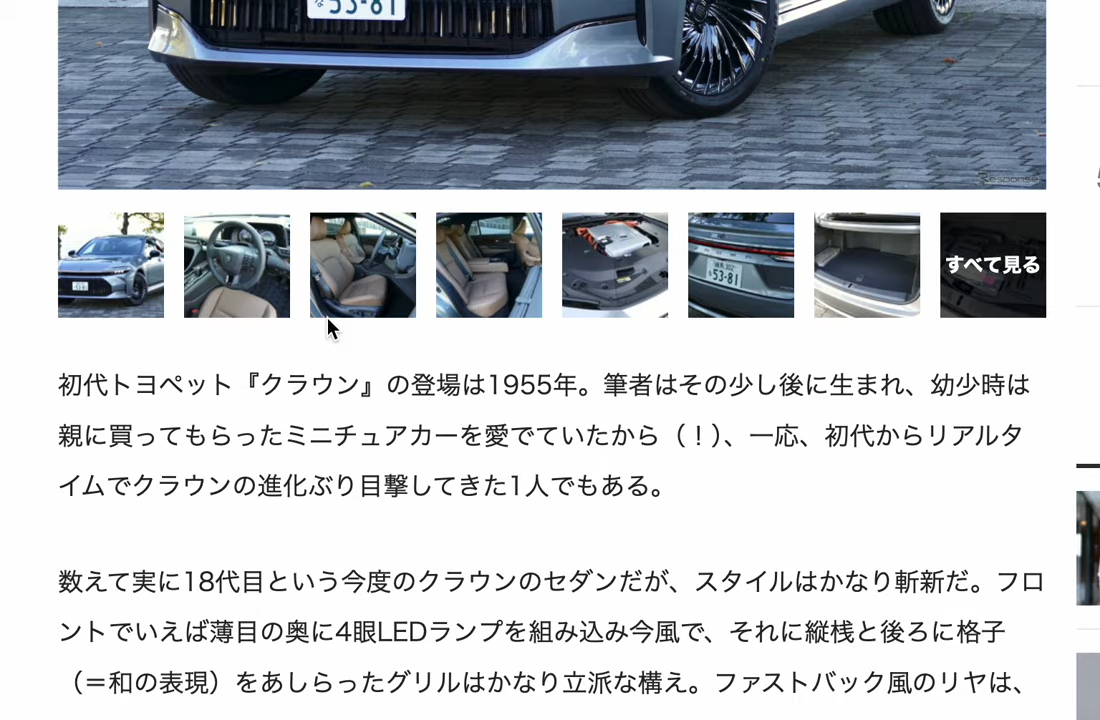 53-81
Response.
53-81
すべて見る
初代トヨペット『クラウン』の登場は1955年。筆者はその少し後に生まれ、幼少時は
親に買ってもらったミニチュアカーを愛でていたから（！）、一応、初代からリアルタ
イムでクラウンの進化ぶり目撃してきた1人でもある。
数えて実に18代目という今度のクラウンのセダンだが、スタイルはかなり斬新だ。フロ
ントでいえば薄目の奥に4眼LEDランプを組み込み今風で、それに縦桟と後ろに格子
（＝和の表現）をあしらったグリルはかなり立派な構え。ファストバック風のリヤは、